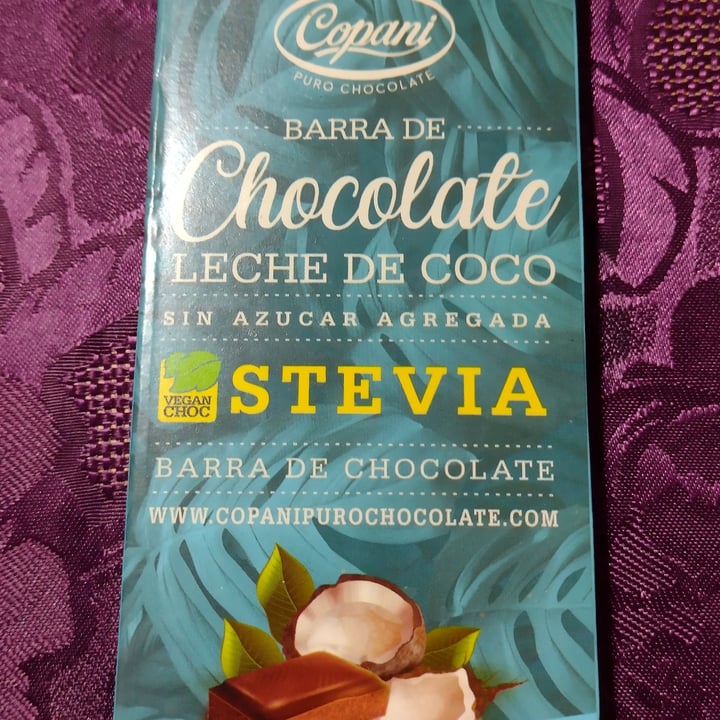 Copani
PURO CHOCOLATE
BARRA DE
Chocolate
LECHE DE COCO
SIN AZUCAR AGREGADA
VEGAN
CHOC
STEVIA
BARRA DE CHOCOLATE
WWW.COPANIPUROCHOCOLATE.COM